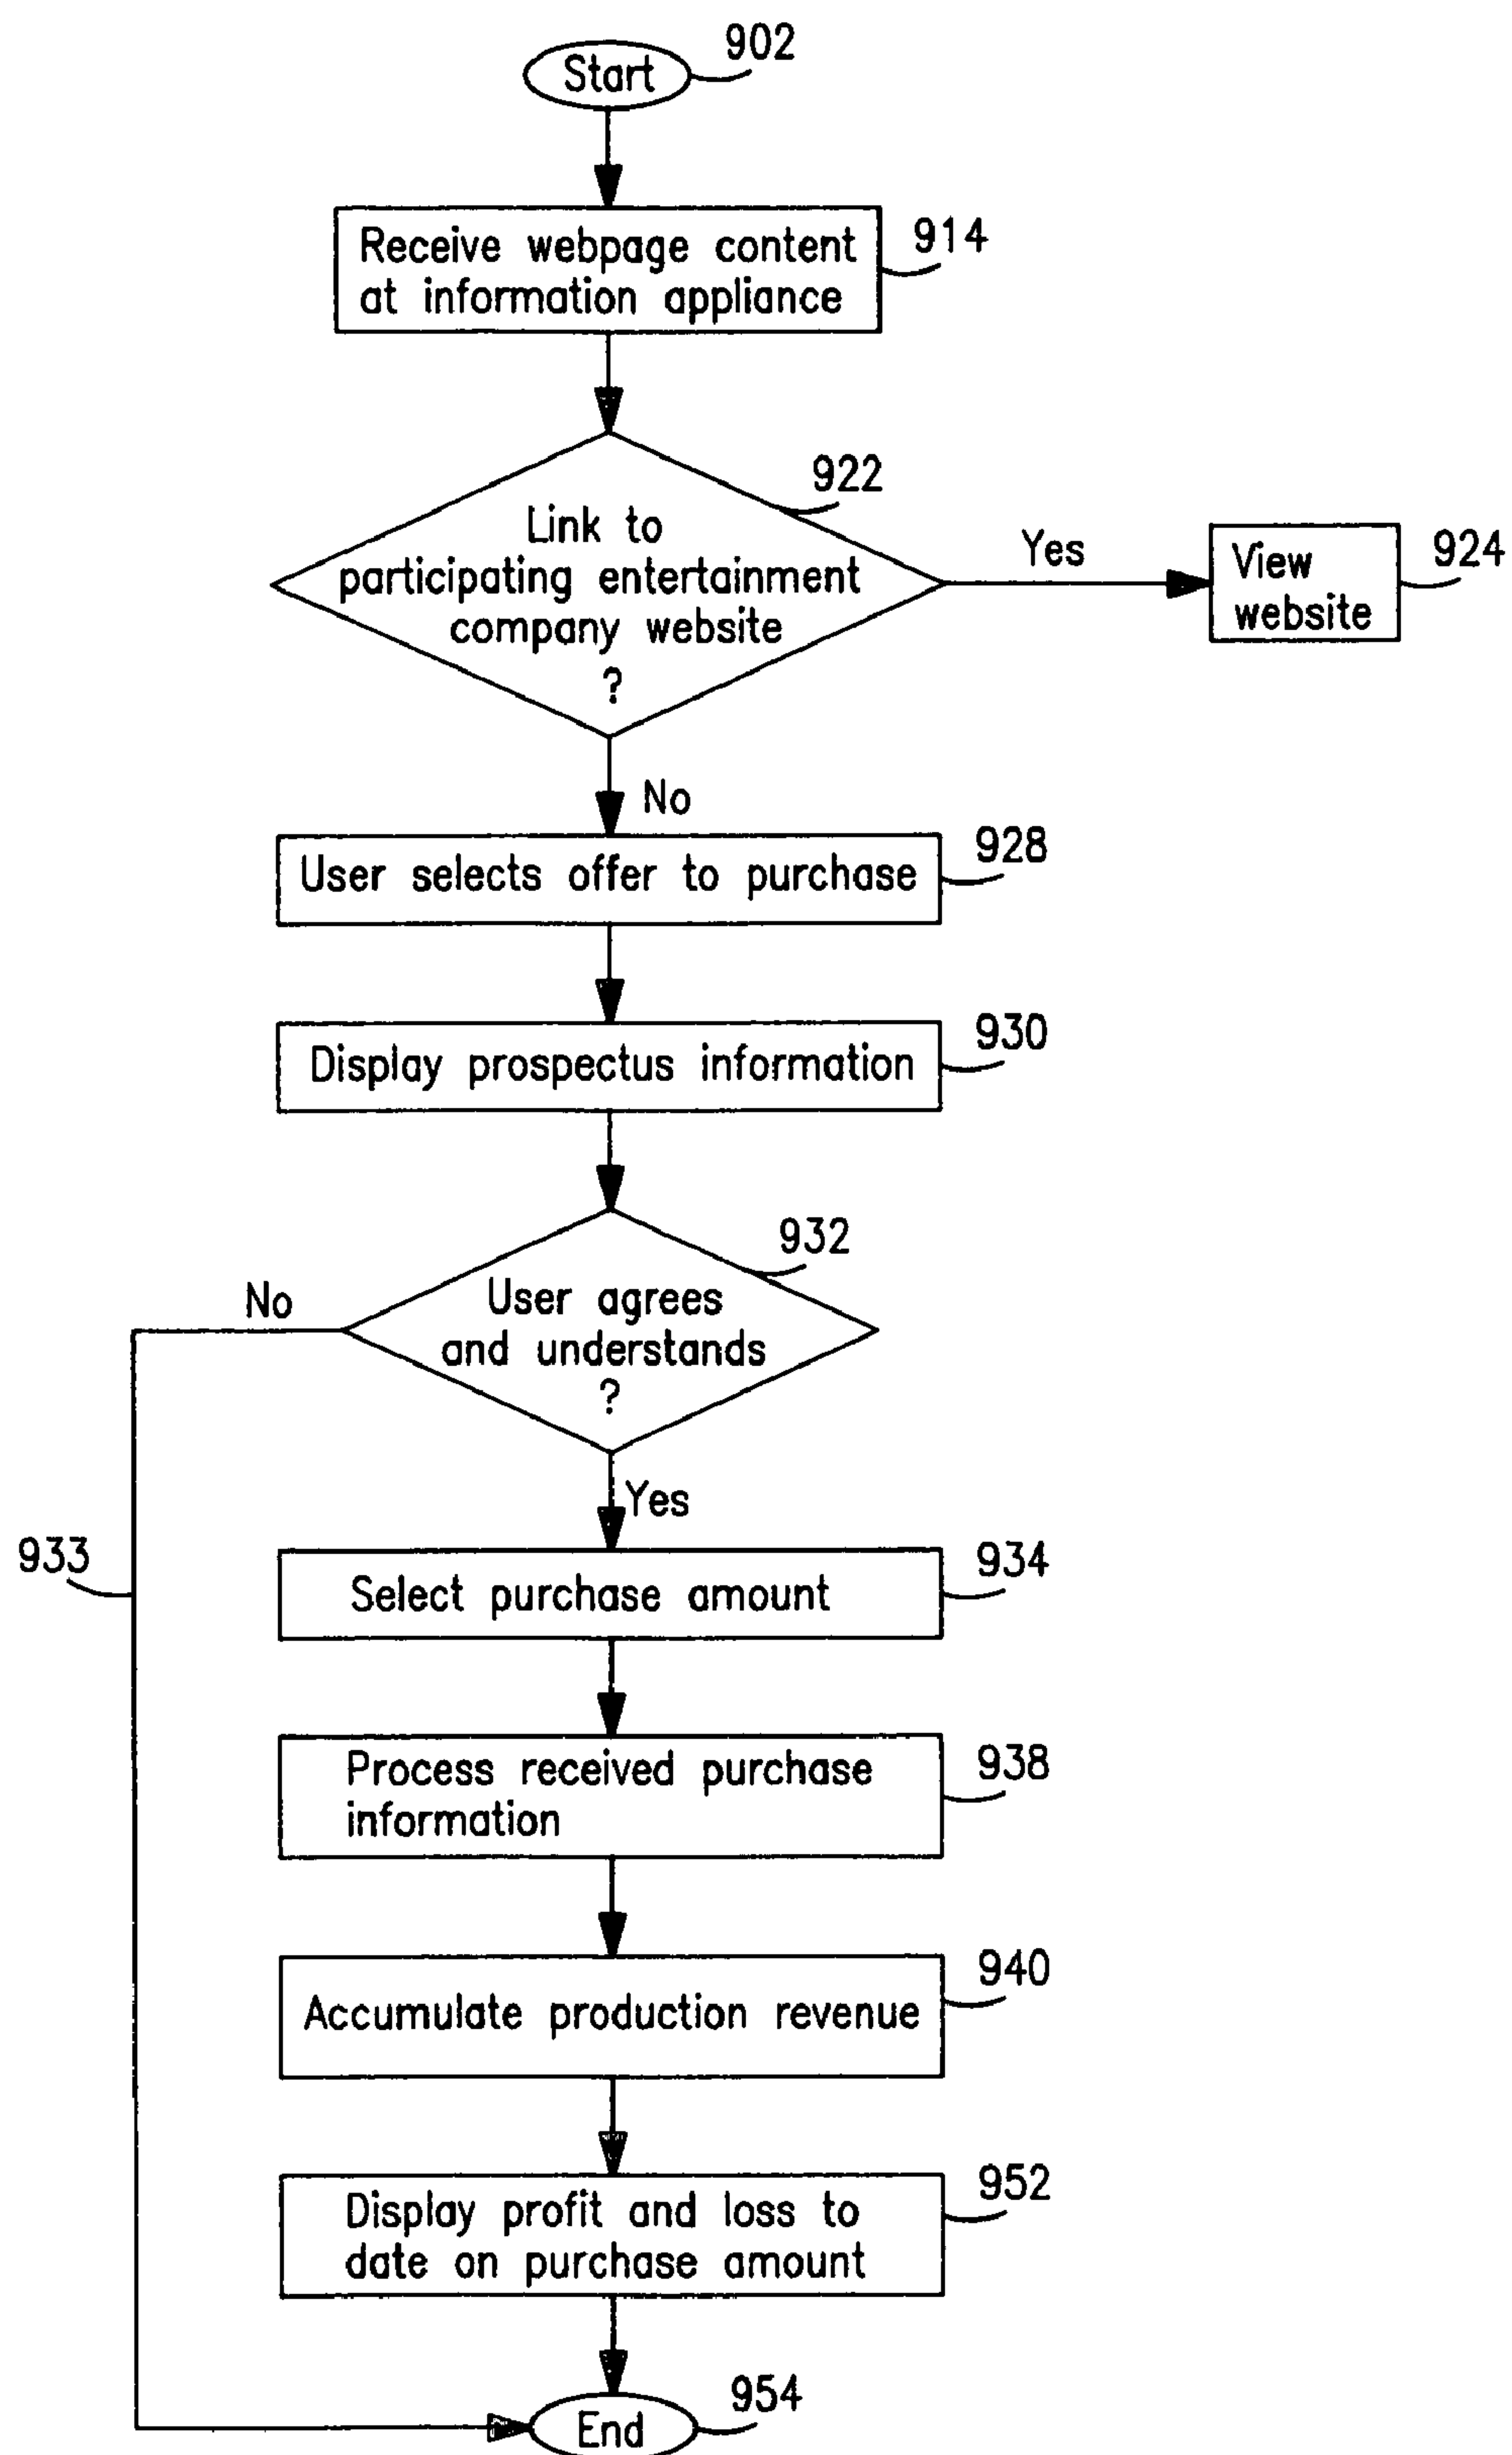 902
Start
914
Receive webpage content
at information appliance
922
Link to
participating entertainment
company website
?
Yes
View
website
924
No
928
User selects offer to purchase
930
Display prospectus information
932
User agrees
and understands
?
No
Yes
933
934
Select purchase amount
938
Process received purchase
information
940
Accumulate production revenue
952
Display profit and loss to
date on purchase amount
954
End